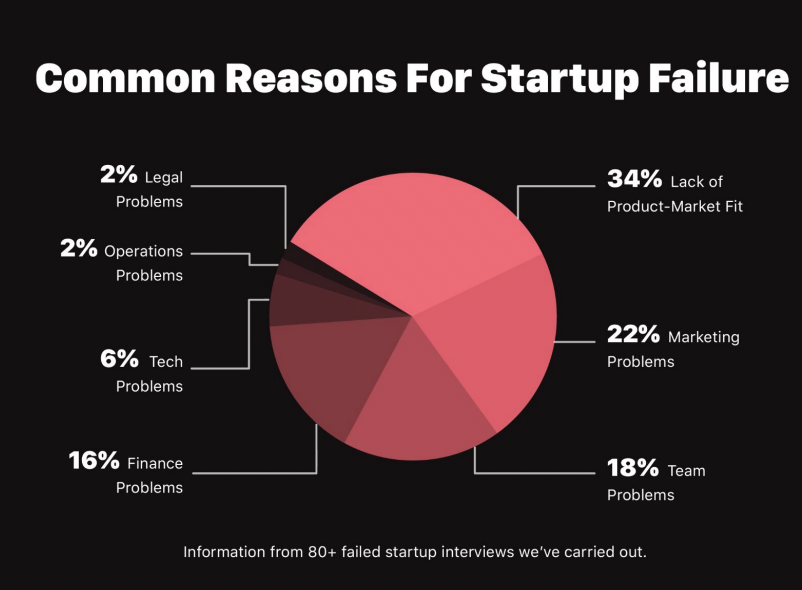 Common Reasons For Startup Failure
2% Legal
Problems
2% Operations
Problems
6% Tech
Problems
16% Finance
Problems
34% Lack of
Product-Market Fit
22% Marketing
Problems
18% Team
Problems
Information from 80+ failed startup interviews we’ve carried out.